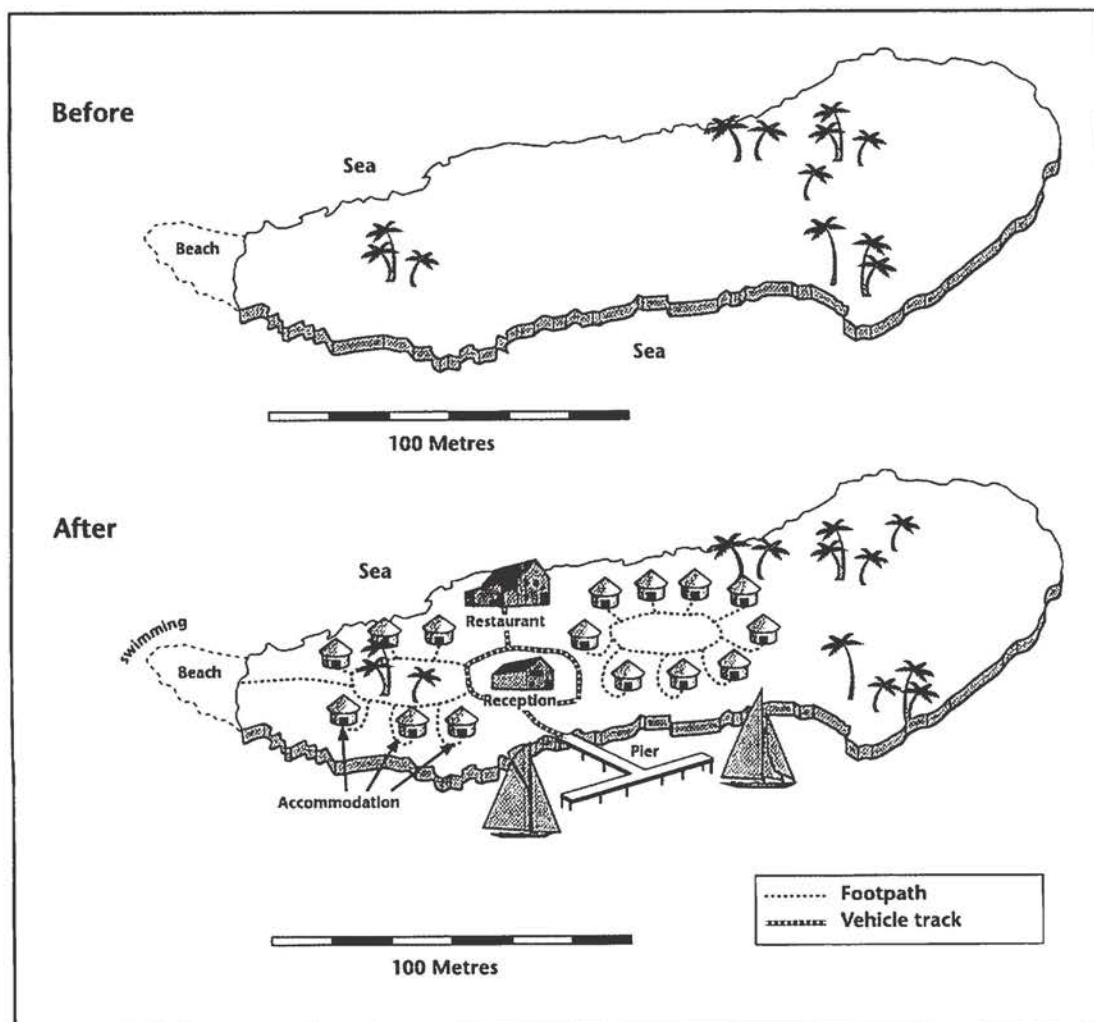 Before
Sea
Beach
Sea
100 Metres
After
Sea
swimming
Restaurant
Beach
Reception
Pier
Accommodation
Footpath
Vehicle track
100 Metres